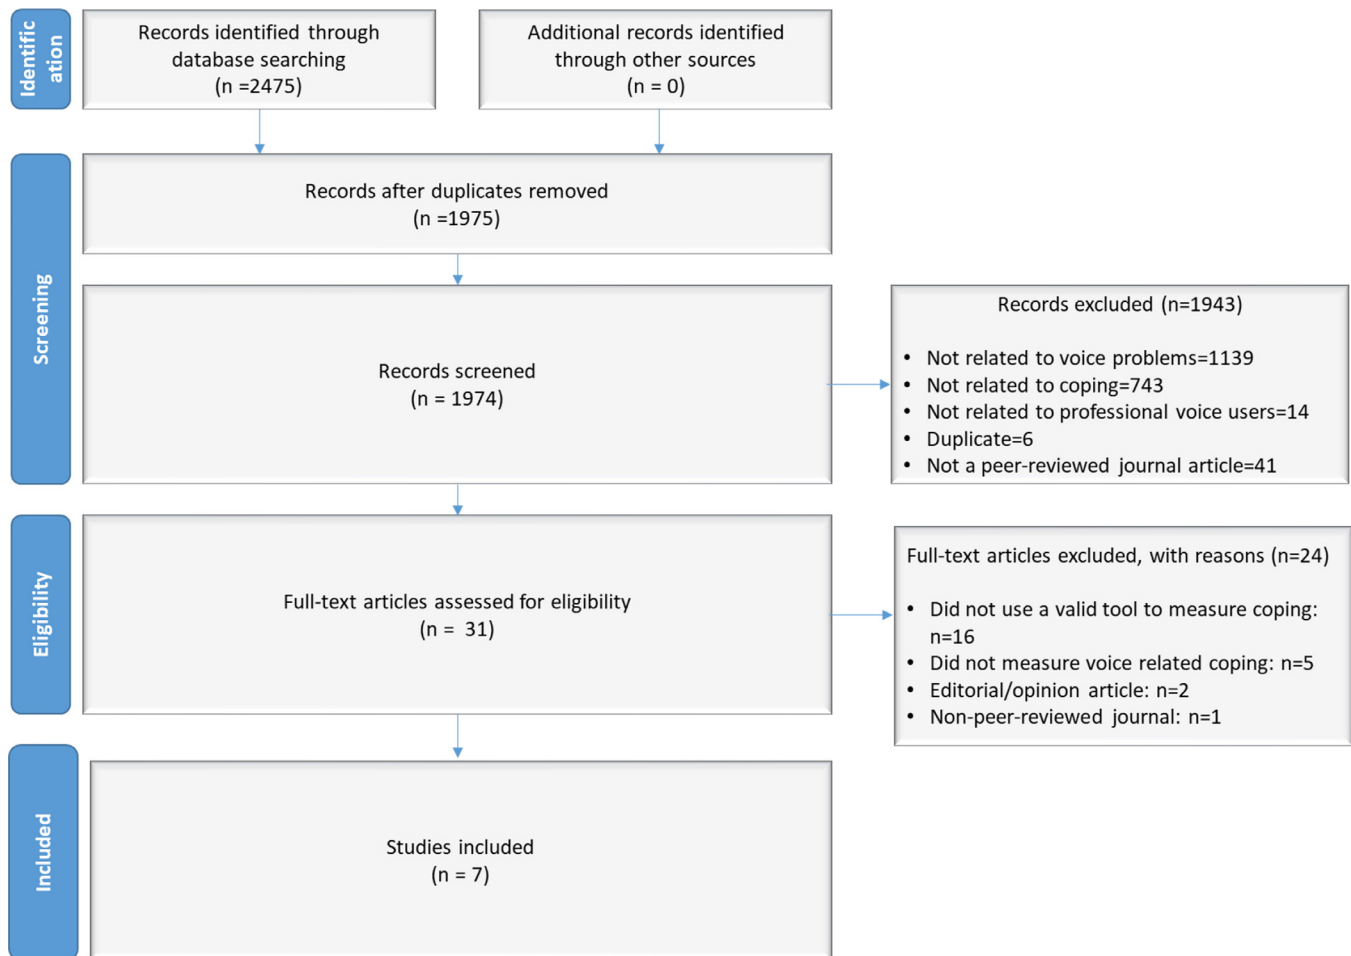 Identific
ation
Records identified through
database searching
(n =2475)
Additional records identified
through other sources
(n = 0)
Screening
Records after duplicates removed
(n =1975)
Records screened
(n = 1974)
Records excluded (n=1943)
• Not related to voice problems=1139
• Not related to coping=743
• Not related to professional voice users=14
• Duplicate=6
• Not a peer-reviewed journal article=41
Eligibility
Full-text articles assessed for eligibility
(n = 31)
Full-text articles excluded, with reasons (n=24)
• Did not use a valid tool to measure coping:
n=16
• Did not measure voice related coping: n=5
• Editorial/opinion article: n=2
• Non-peer-reviewed journal: n=1
Included
Studies included
(n = 7)